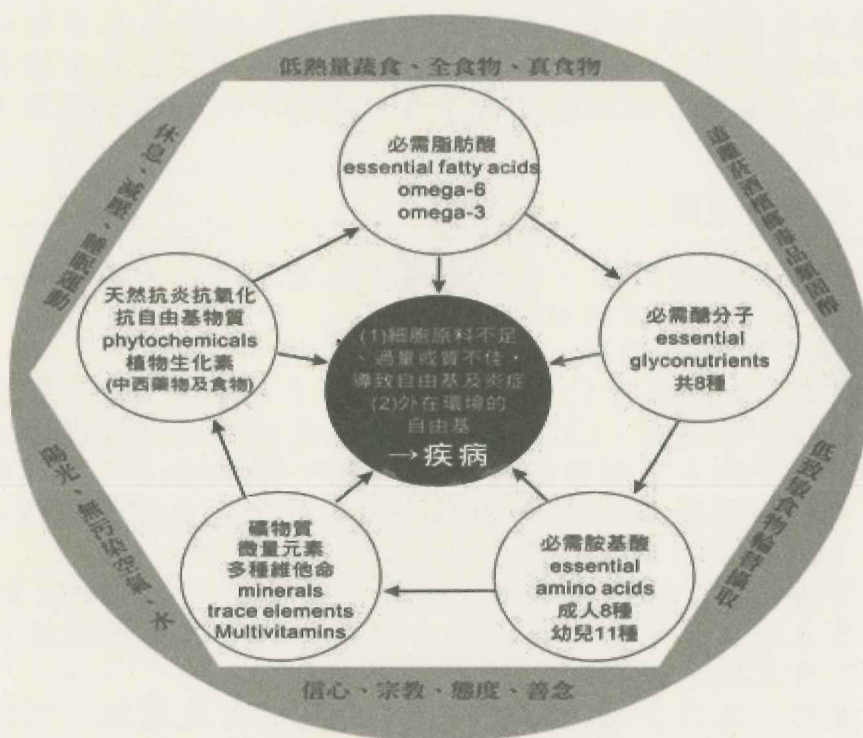 低熱量蔬食、全食物、真食物
必需脂肪酸
essential fatty acids
omega-6
omega-3
天然抗炎抗氧化
抗自由基物質
phytochemicals
植物生化素
(中西藥物及食物)
(1)細胞原料不足
、過量或質不佳,
導致自由基及炎症
(2)外在環境的
自由基
→疾病
必需醣分子
essential
glyconutrients
共8種
礦物質
微量元素
多種維他命
minerals
trace elements
Multivitamins
必需胺基酸
essential
amino acids
成人8種
幼兒11種
陽光、無污染空氣、水
低致敏食物輪替攝取
信心、宗教、態度、善念